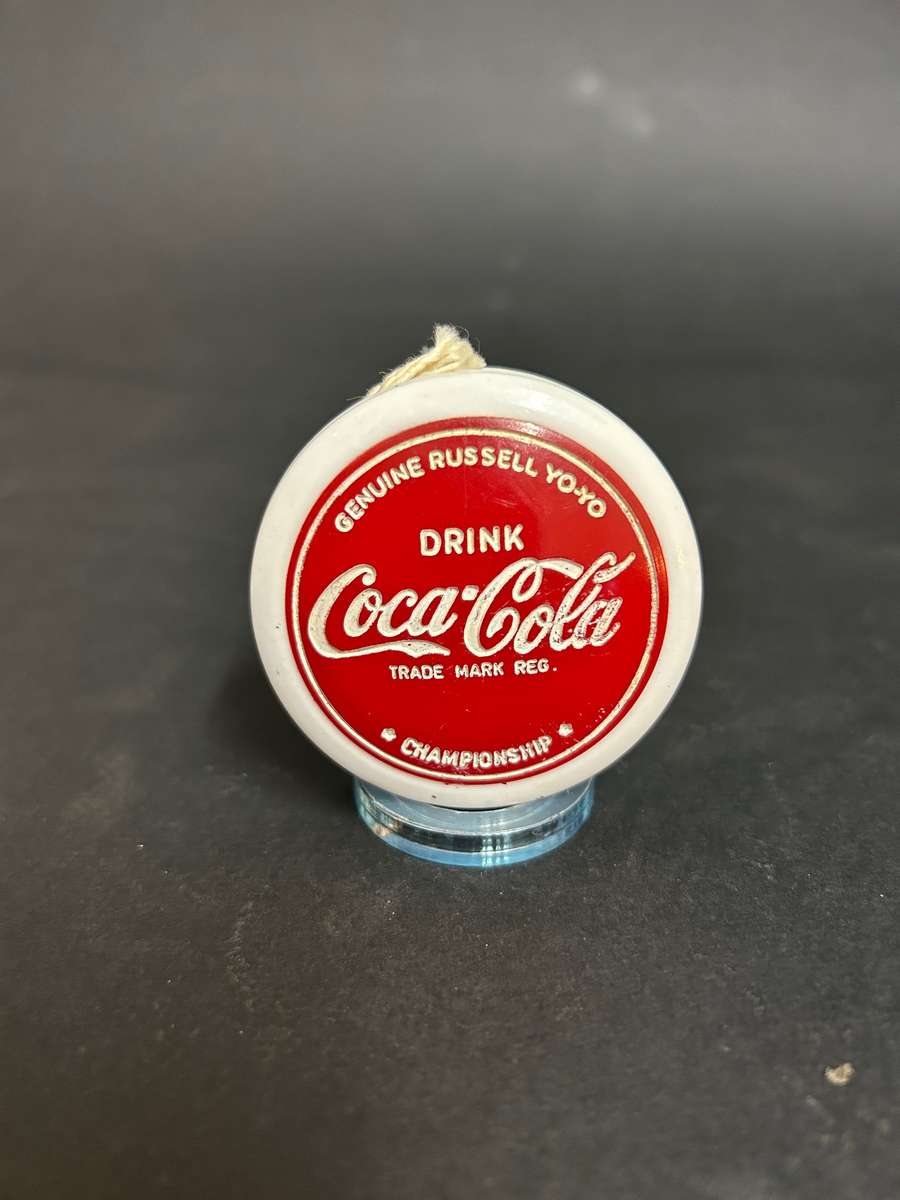 GENUINE RUSSELL YO-YO
DRINK
Coca-Cola
TRADE MARK REG.
CHAMPIONSHIP